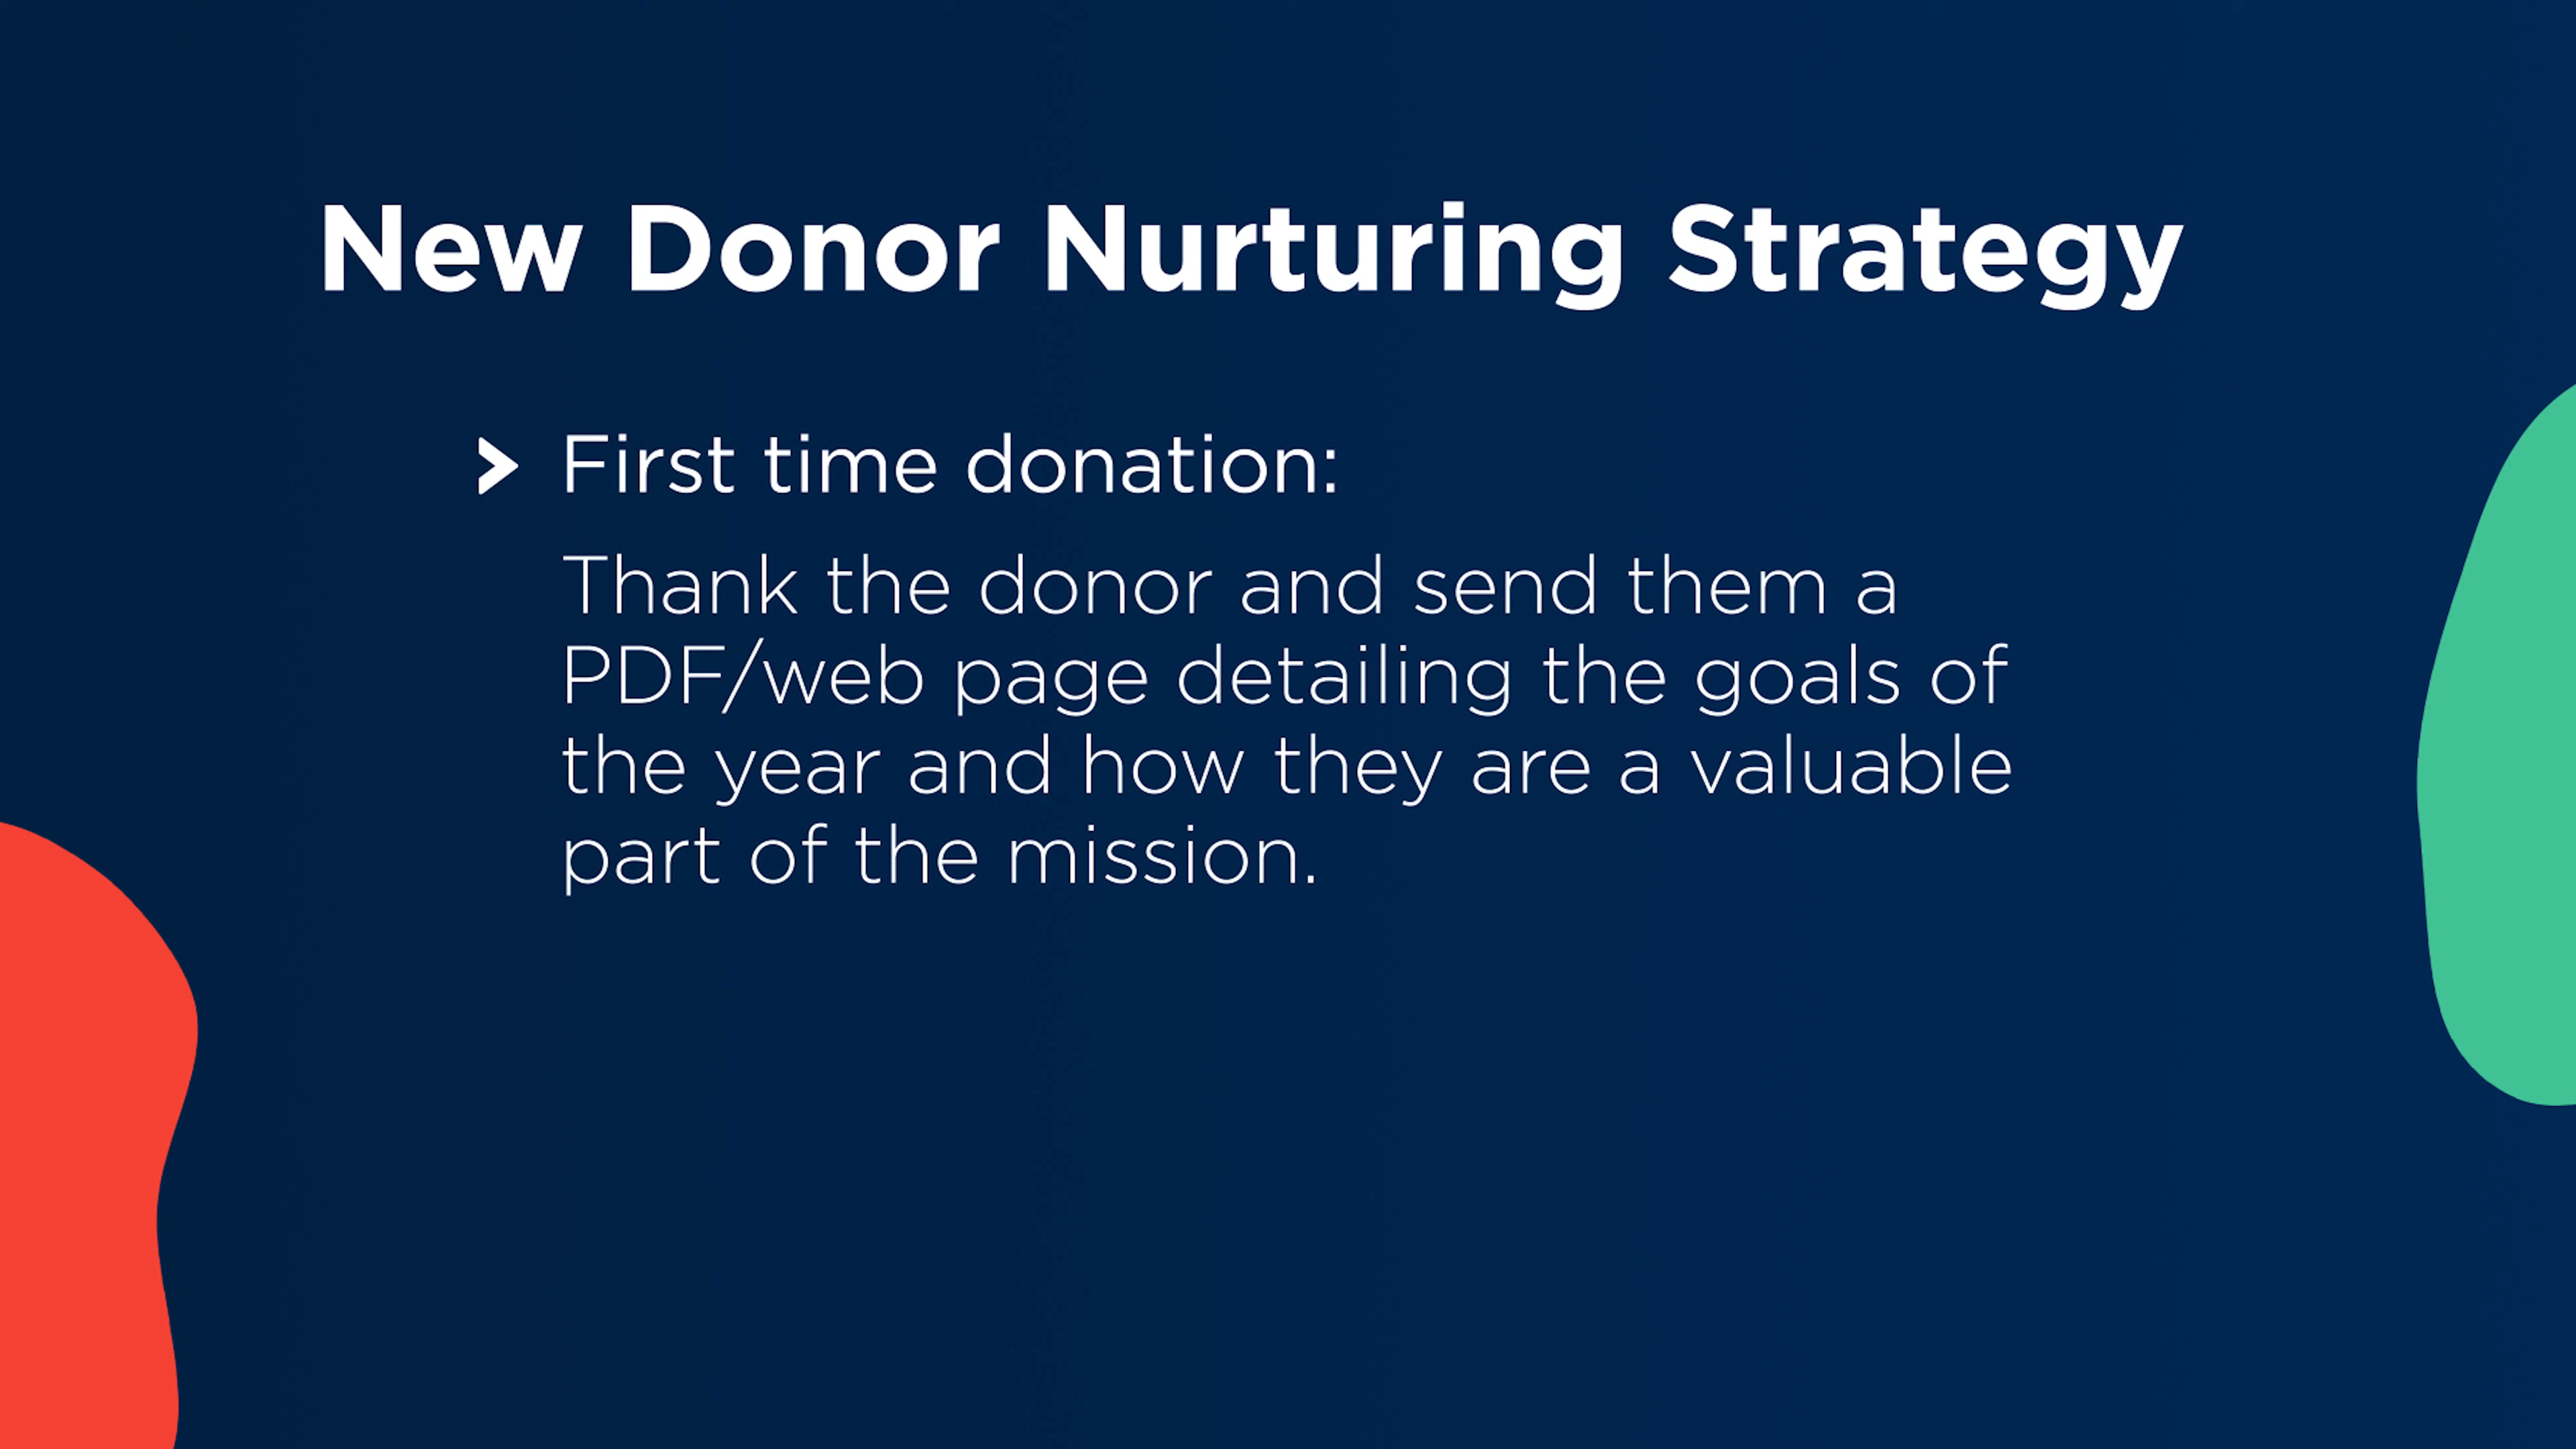 New Donor Nurturing Strategy
> First time donation:
Thank the donor and send them a
PDF/web page detailing the goals of
the year and how they are a valuable
part of the mission.